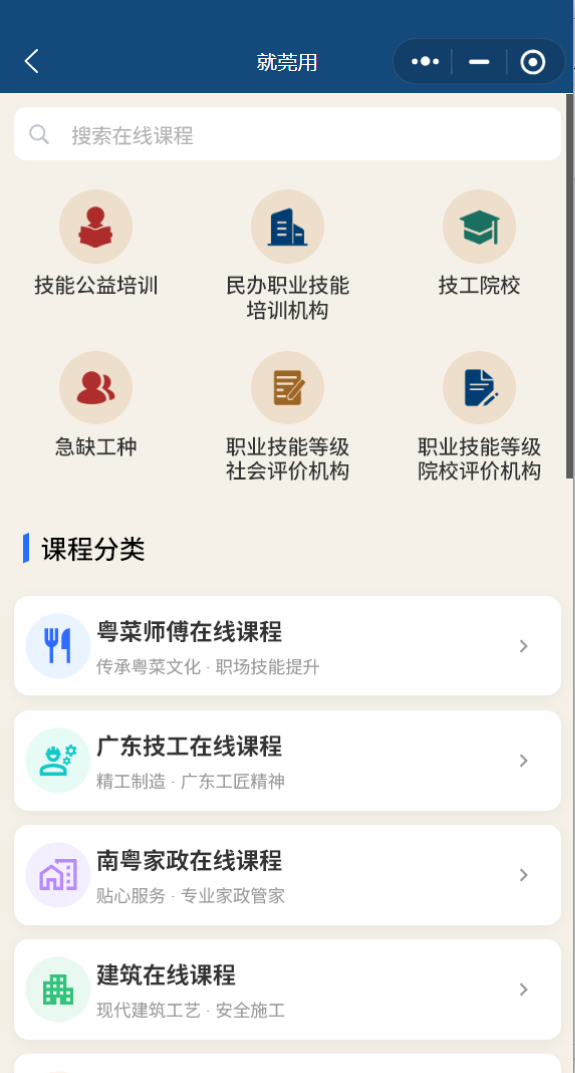 就莞用
搜索在线课程
技能公益培训
民办职业技能
培训机构
技工院校
急缺工种
职业技能等级
社会评价机构
职业技能等级
院校评价机构
课程分类
粤菜师傅在线课程
传承粤菜文化 · 职场技能提升
广东技工在线课程
精工制造 · 广东工匠精神
南粤家政在线课程
贴心服务 · 专业家政管家
建筑在线课程
现代建筑工艺 · 安全施工